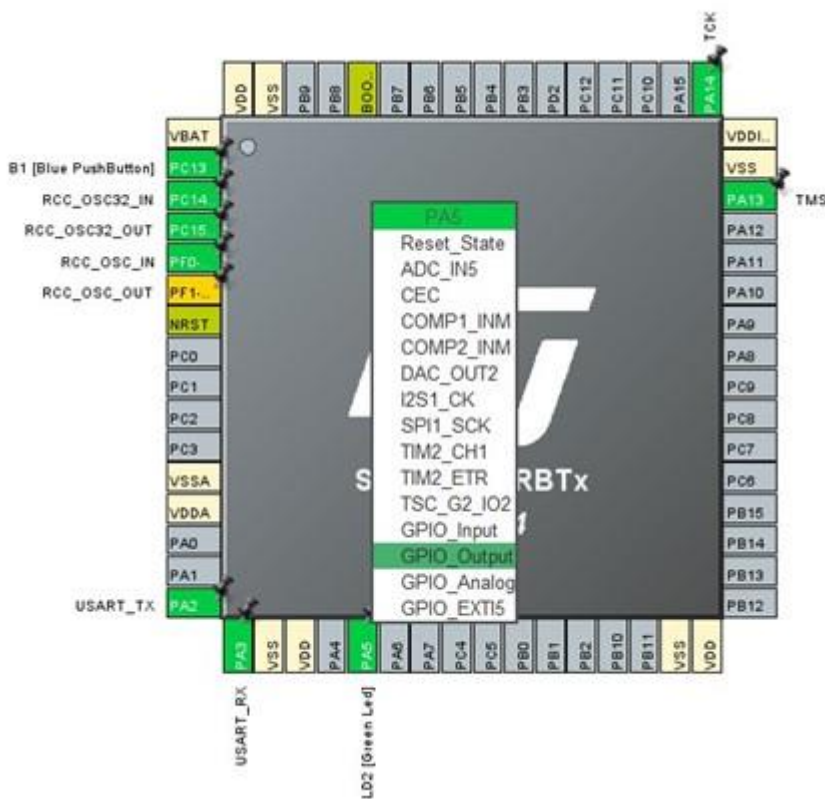 TCK
VDD
VSS
PB9
PB8
BOO..
PB7
PB6
PB5
PB4
PB3
PD2
PC12
PC11
PC10
PA15
PA14
VBAT
B1 [Blue PushButton] PC13
RCC_OSC32_IN PC14
RCC_OSC32_OUT PC15
RCC_OSC_IN PF0-
RCC_OSC_OUT PF1-..
NRST
PC0
PC1
PC2
PC3
VSSA
VDDA
PA0
PA1
USART_TX PA2
PA5
Reset_State
ADC_IN5
CEC
COMP1_INM
COMP2_INM
DAC_OUT2
I2S1_CK
SPI1_SCK
TIM2_CH1
TIM2_ETR
TSC_G2_IO2
GPIO_Input
GPIO_Output
GPIO_Analog
GPIO_EXTI5
S
RBTx
VDDI..
VSS
PA13 TMS
PA12
PA11
PA10
PA9
PA8
PC9
PC8
PC7
PC6
PB15
PB14
PB13
PB12
PA3
VSS
VDD
PA4
PA5
PA6
PA7
PC4
PC5
PB0
PB1
PB2
PB10
PB11
VSS
VDD
USART_RX
LD2 [Green Led]